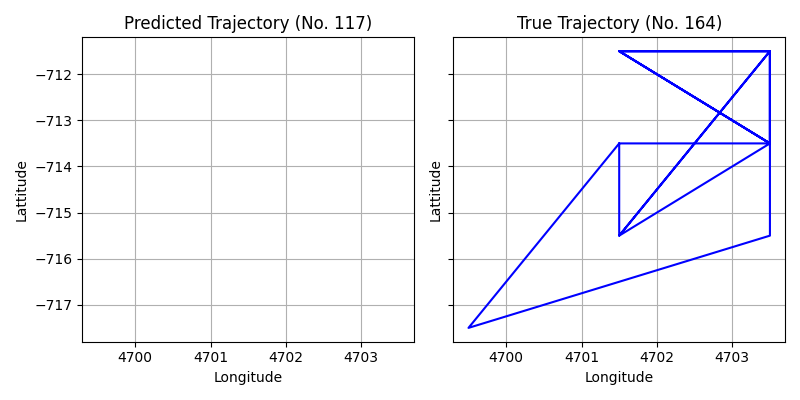 Predicted Trajectory (No. 117)
True Trajectory (No. 164)
Lattitude
−712
−713
−714
−715
−716
−717
4700 4701 4702 4703
Longitude
Lattitude
4700 4701 4702 4703
Longitude